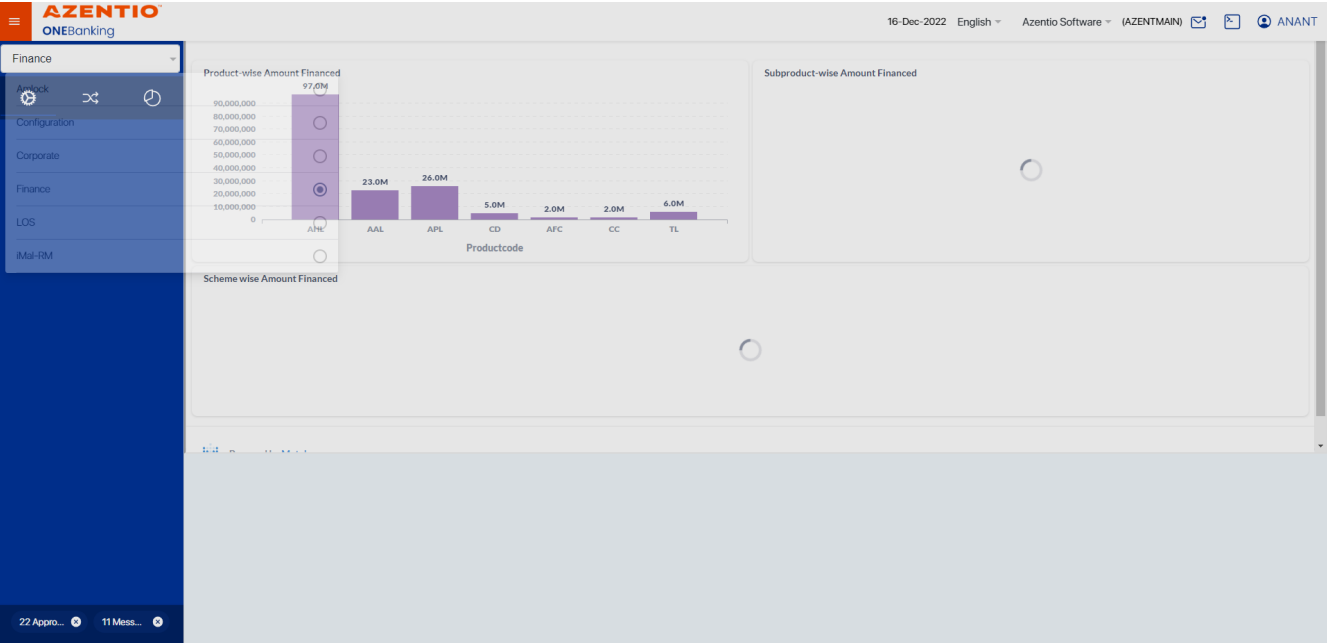 AZENTIO
ONEBanking
16-Dec-2022 English Azentio Software (AZENTMAIN) ANANT
Finance
Configuration
Corporate
Finance
LOS
iMal-RM
Product-wise Amount Financed
97.0M
90,000,000
80,000,000
70,000,000
60,000,000
50,000,000
40,000,000
30,000,000
20,000,000
10,000,000
0
23.0M
26.0M
5.0M
2.0M
2.0M
6.0M
AHL AAL APL CD AFC CC TL
Productcode
Subproduct-wise Amount Financed
Scheme wise Amount Financed
22 Appro... 11 Mess...